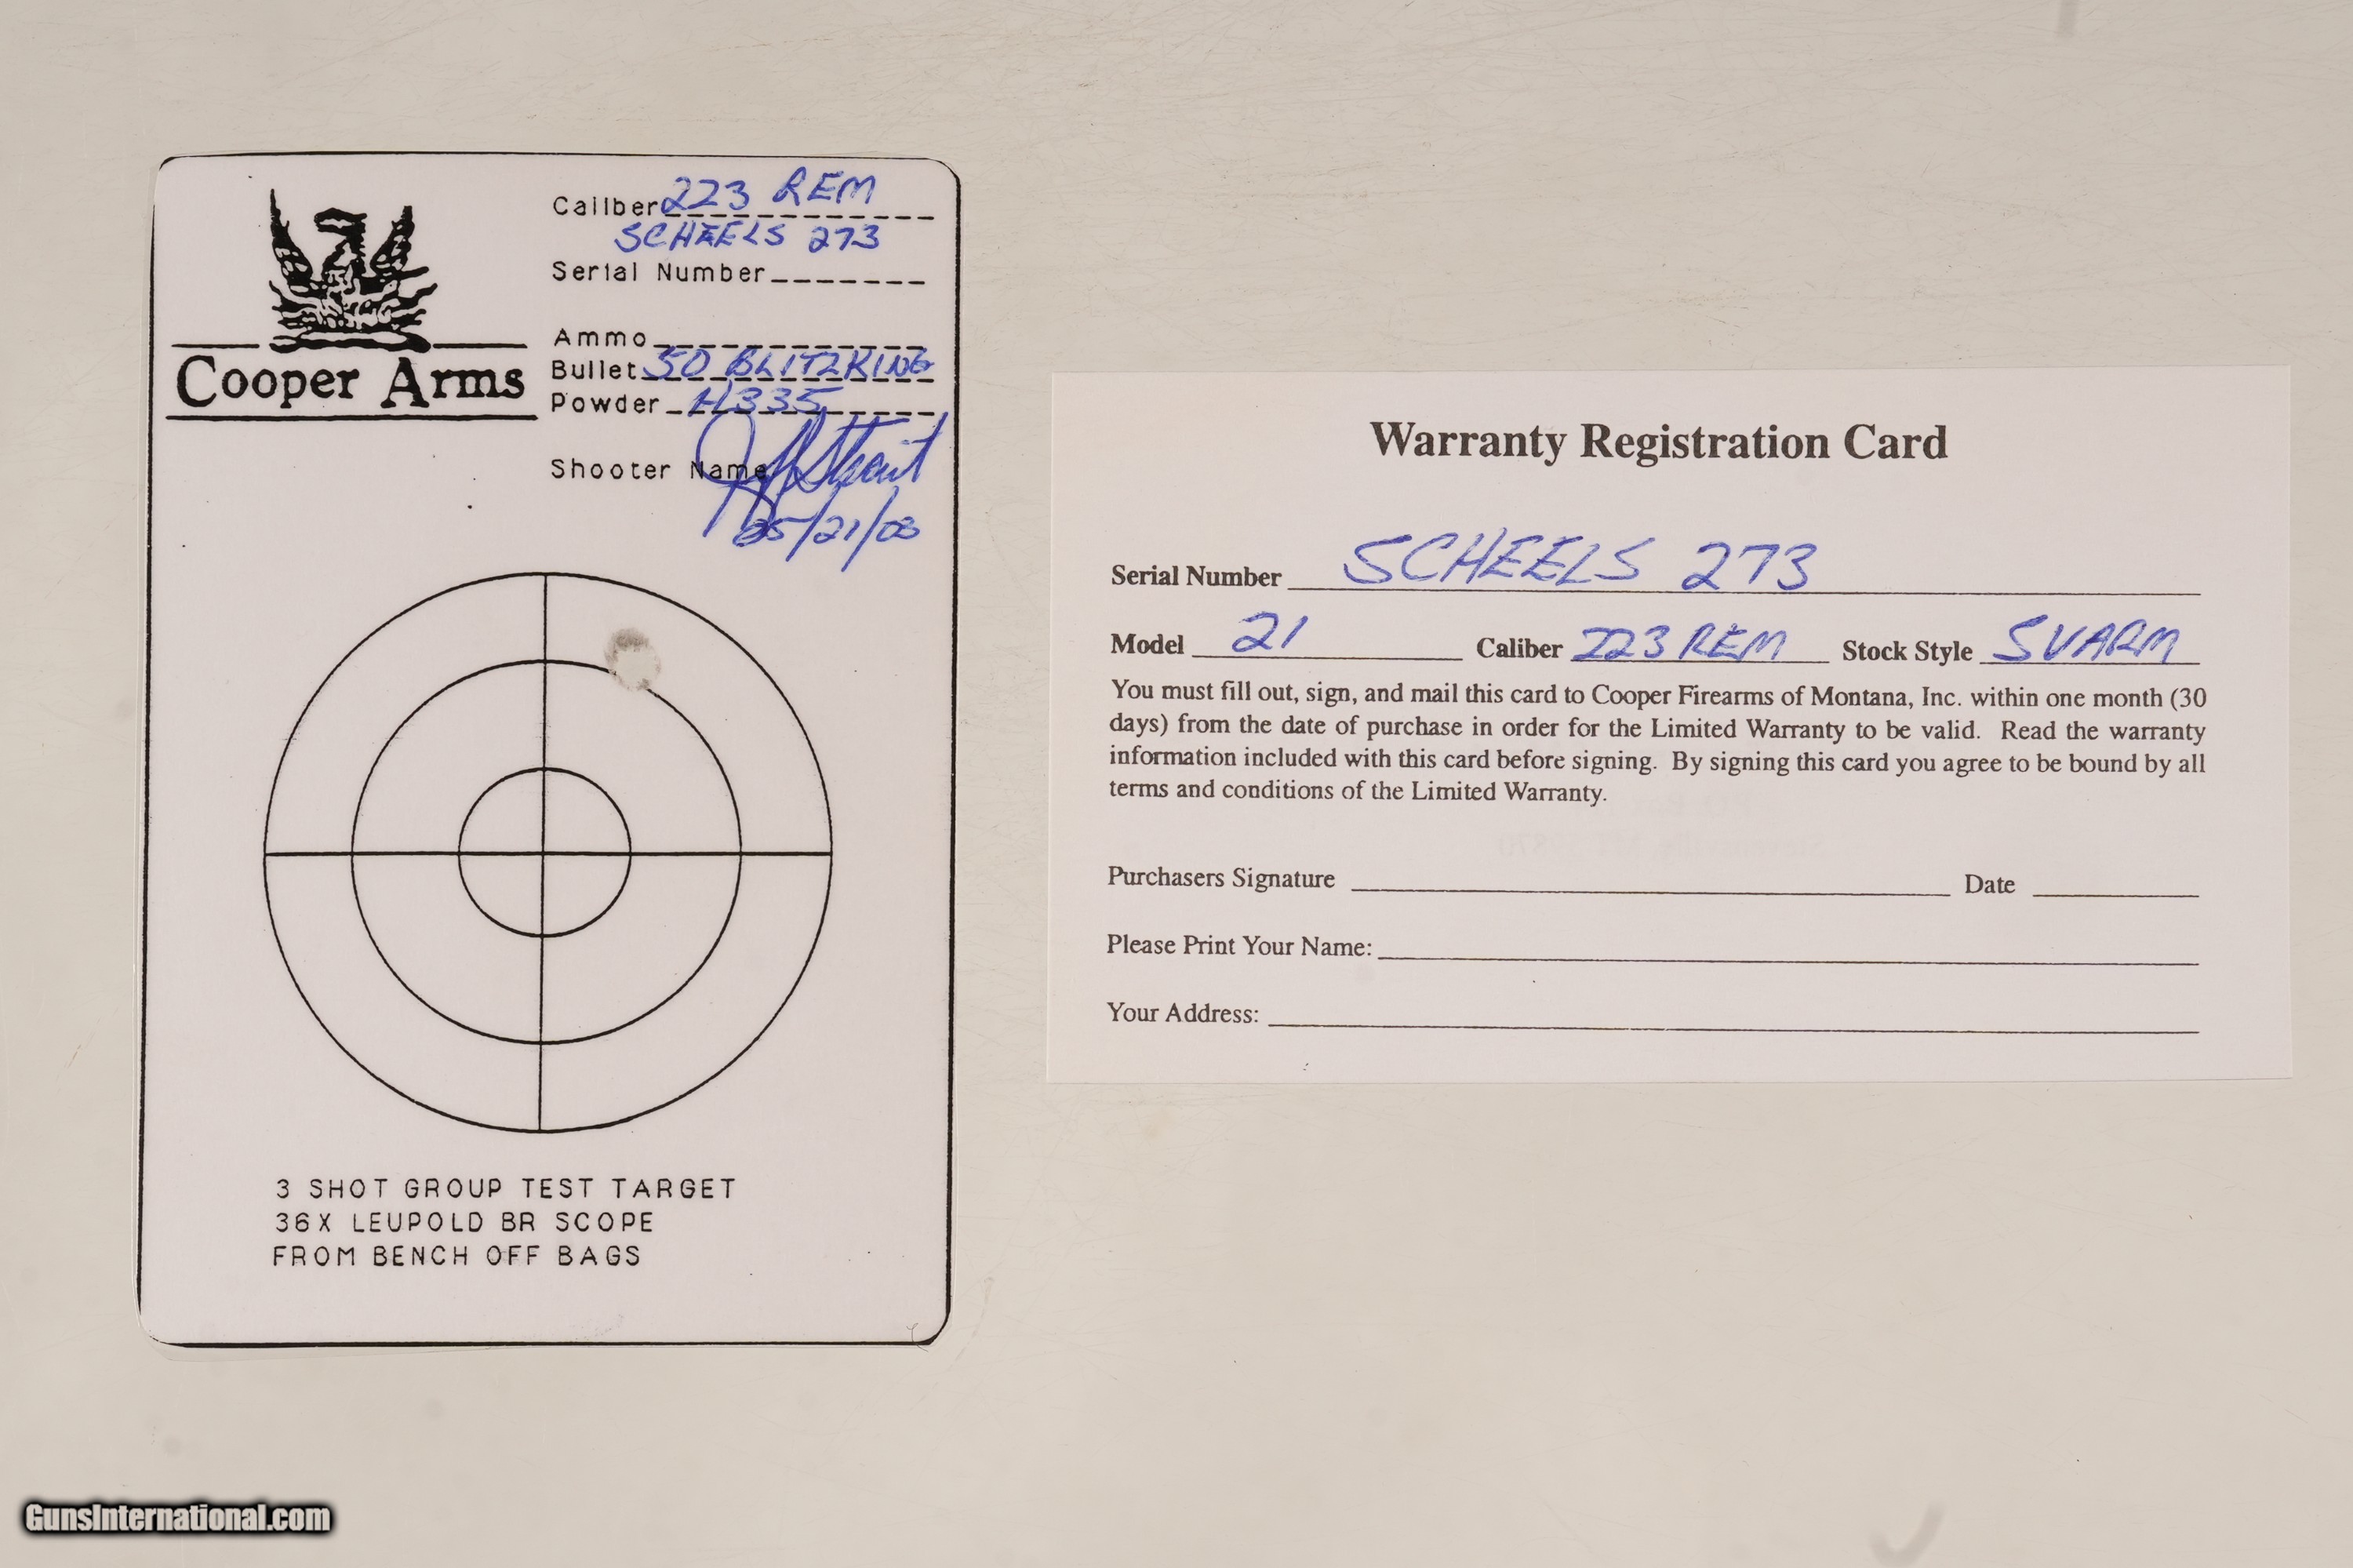 Cooper Arms
Caliber 223 REM
SCHEELS 273
Serial Number
Ammo
Bullet 50 BLITZKING
Powder H335
Shooter Name
05/21/03
3 SHOT GROUP TEST TARGET
36X LEUPOLD BR SCOPE
FROM BENCH OFF BAGS
Warranty Registration Card
Serial Number SCHEELS 273
Model 21 Caliber 223 REM Stock Style SVARM
You must fill out, sign, and mail this card to Cooper Firearms of Montana, Inc. within one month (30
days) from the date of purchase in order for the Limited Warranty to be valid. Read the warranty
information included with this card before signing. By signing this card you agree to be bound by all
terms and conditions of the Limited Warranty.
Purchasers Signature Date
Please Print Your Name:
Your Address:
GunsInternational.com